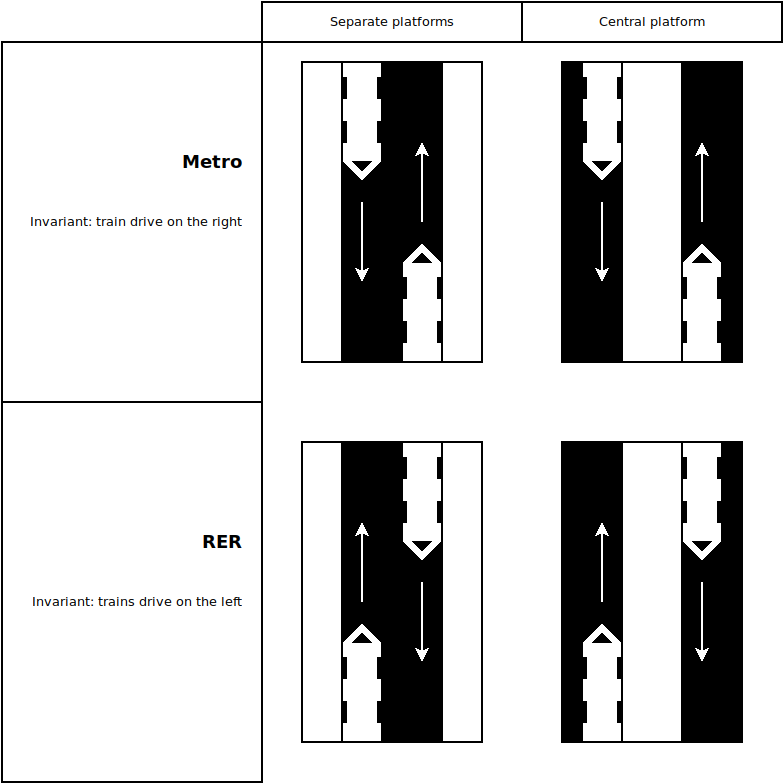 Separate platforms
Central platform
Metro
Invariant: train drive on the right
RER
Invariant: trains drive on the left